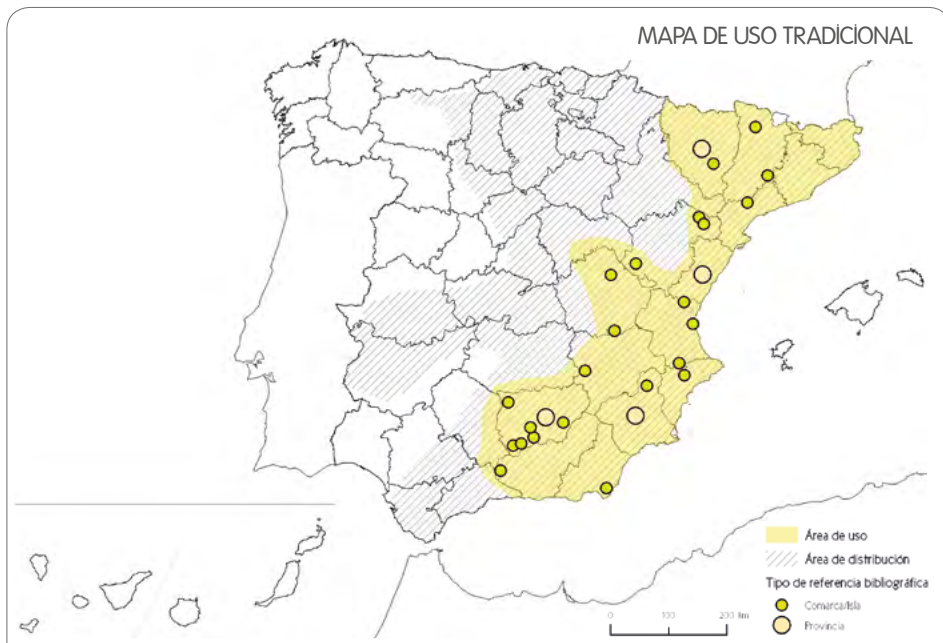 MAPA DE USO TRADICIONAL
Área de uso
Área de distribución
Tipo de referencia bibliográfica
Comarca/Isla
Provincia
0 100 200 km